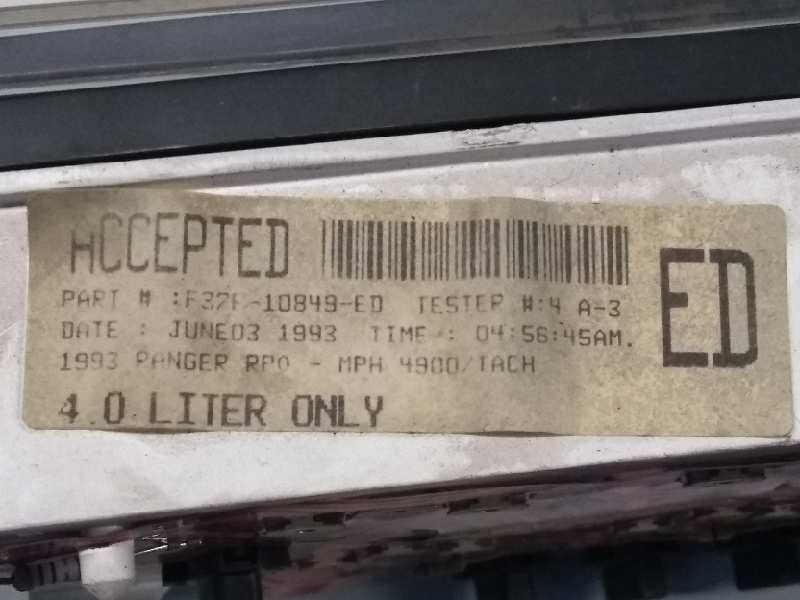 ACCEPTED
ED
PART # :F37F-10849-ED TESTER #:4 A-3
DATE : JUNE03 1993 TIME : 04:56:45AM.
1993 RANGER RPO - MPH 4900/TACH
4.0 LITER ONLY